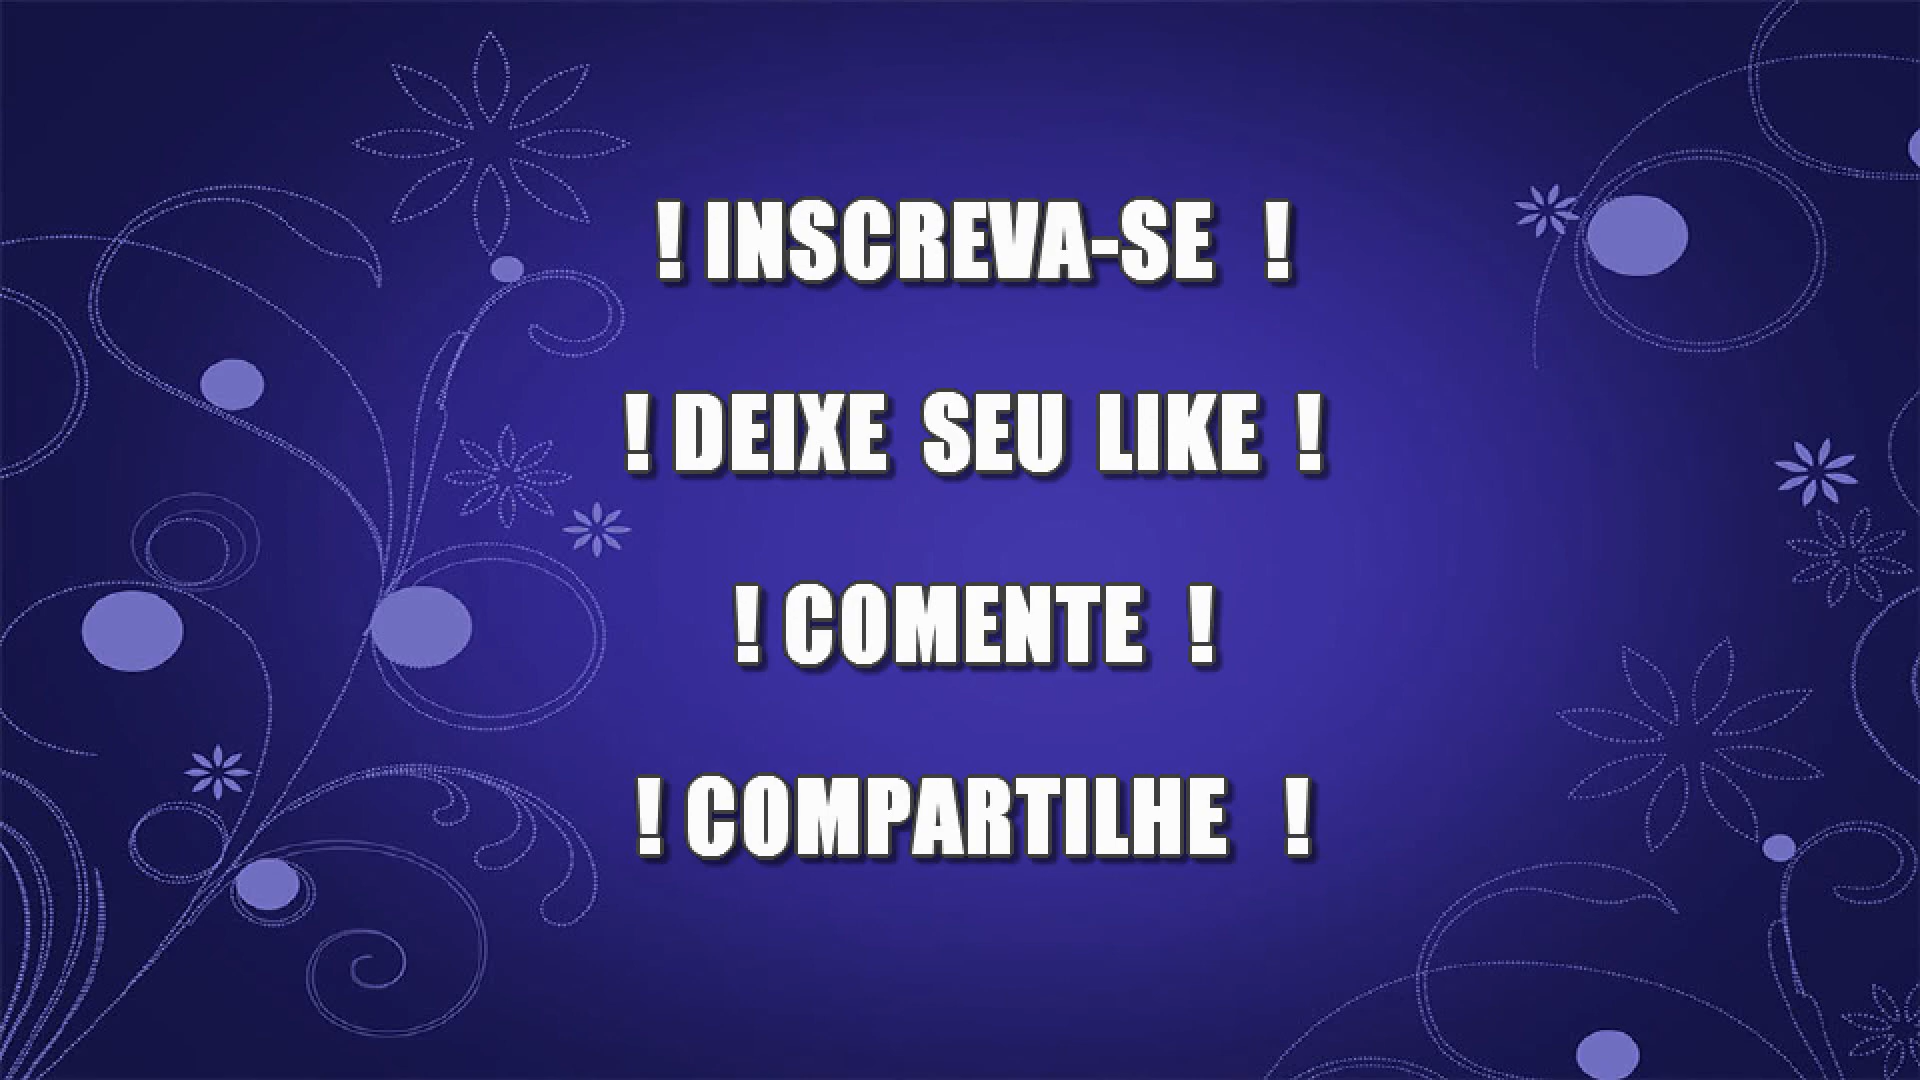 ! INSCREVA-SE !
! DEIXE SEU LIKE !
! COMENTE !
! COMPARTILHE !